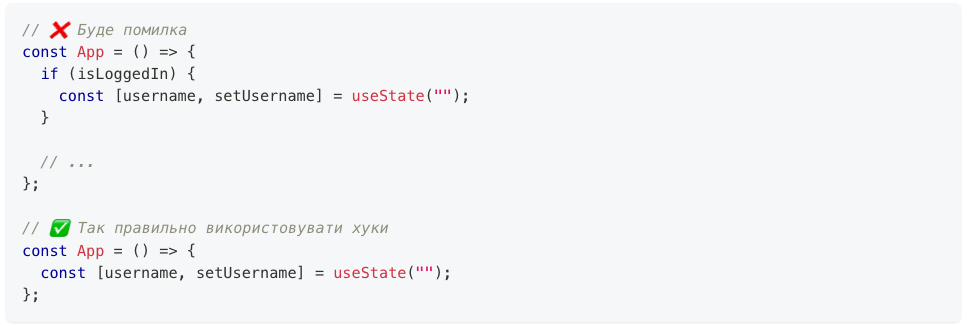 // ❌ Буде помилка
const App = () => {
  if (isLoggedIn) {
    const [username, setUsername] = useState("");
  }

  // ...
};

// ✅ Так правильно використовувати хуки
const App = () => {
  const [username, setUsername] = useState("");
};